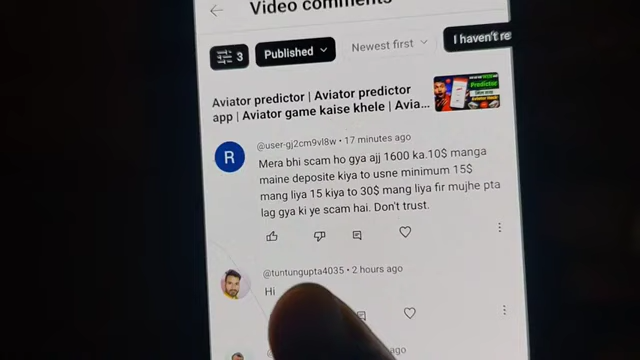 Video comments
3
Published
Newest first
I haven't re
Aviator predictor | Aviator predictor
app | Aviator game kaise khele | Avia...
Predictor
R
@user-gj2cm9vl8w • 17 minutes ago
Mera bhi scam ho gya ajj 1600 ka.10$ manga
maine deposite kiya to usne minimum 15$
mang liya 15 kiya to 30$ mang liya fir mujhe pta
lag gya ki ye scam hai. Don't trust.
@tuntungupta4035 • 2 hours ago
Hi
ago